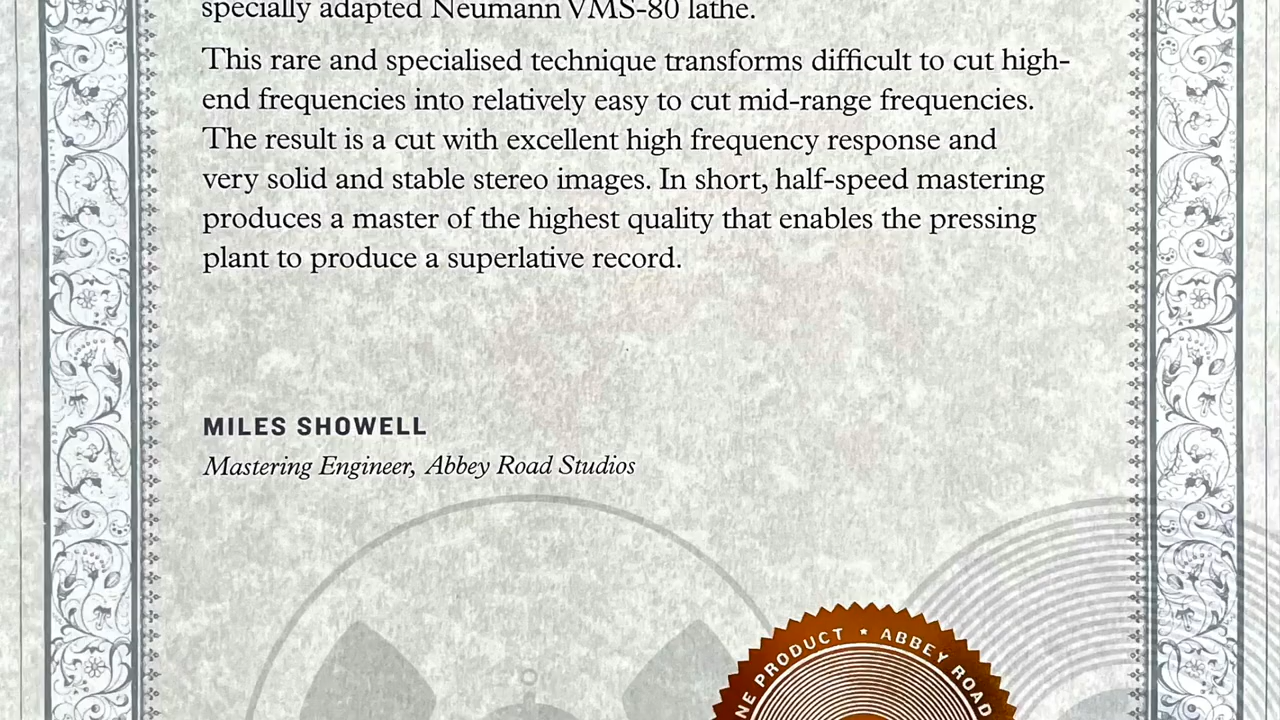 specially adapted Neumann VMS-80 lathe.
This rare and specialised technique transforms difficult to cut high-
end frequencies into relatively easy to cut mid-range frequencies.
The result is a cut with excellent high frequency response and
very solid and stable stereo images. In short, half-speed mastering
produces a master of the highest quality that enables the pressing
plant to produce a superlative record.
MILES SHOWELL
Mastering Engineer, Abbey Road Studios
PRODUCT * ABBEY ROAD